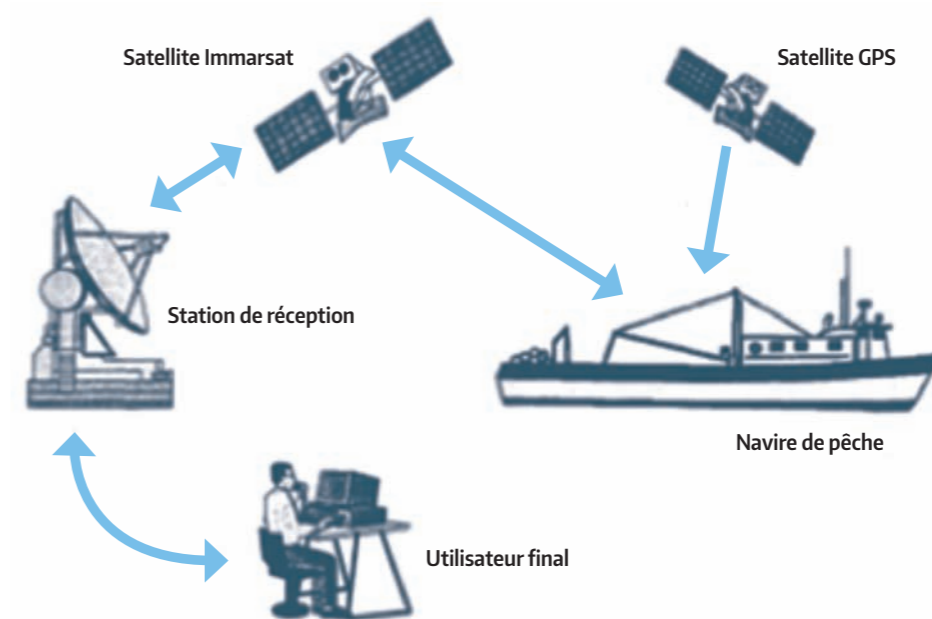 Satellite Immarsat
Satellite GPS
Station de réception
Navire de pêche
Utilisateur final